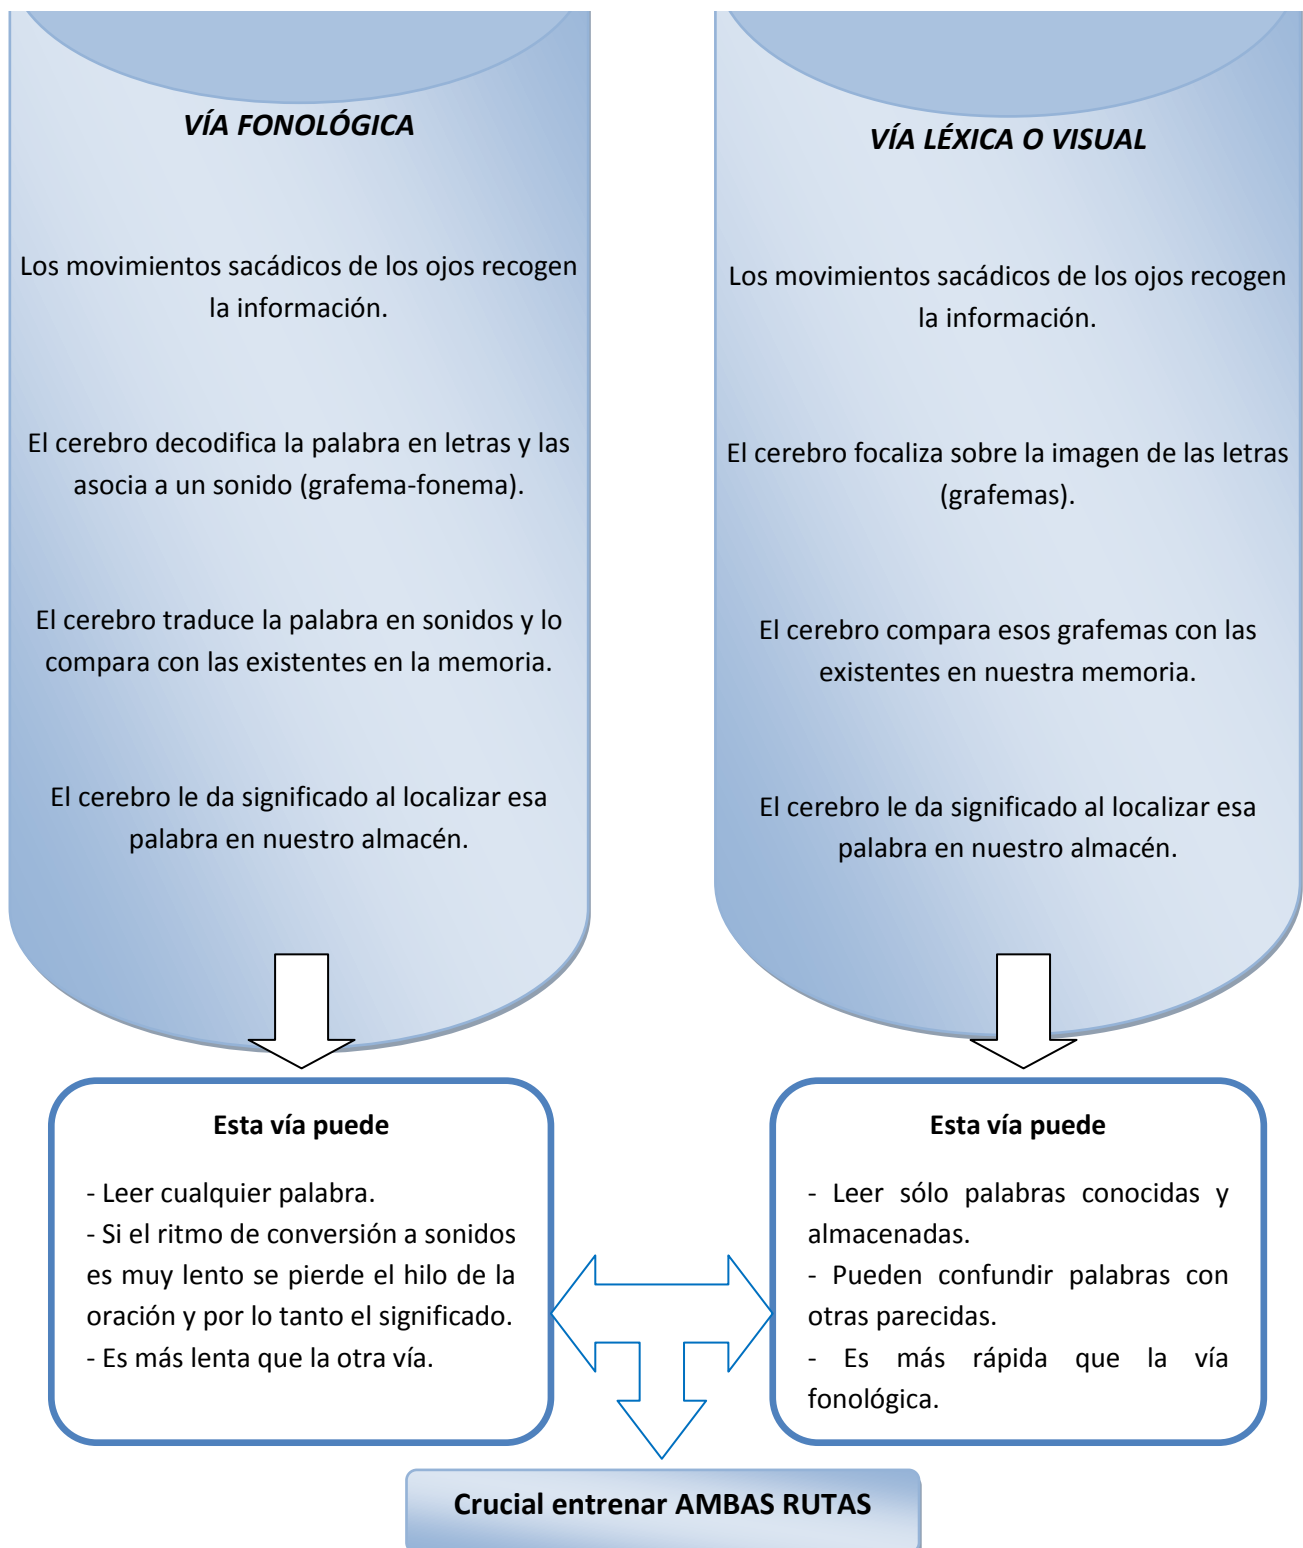 VÍA FONOLÓGICA
Los movimientos sacádicos de los ojos recogen
la información.
El cerebro decodifica la palabra en letras y las
asocia a un sonido (grafema-fonema).
El cerebro traduce la palabra en sonidos y lo
compara con las existentes en la memoria.
El cerebro le da significado al localizar esa
palabra en nuestro almacén.
VÍA LÉXICA O VISUAL
Los movimientos sacádicos de los ojos recogen
la información.
El cerebro focaliza sobre la imagen de las letras
(grafemas).
El cerebro compara esos grafemas con las
existentes en nuestra memoria.
El cerebro le da significado al localizar esa
palabra en nuestro almacén.
Esta vía puede
- Leer cualquier palabra.
- Si el ritmo de conversión a sonidos
es muy lento se pierde el hilo de la
oración y por lo tanto el significado.
- Es más lenta que la otra vía.
Esta vía puede
- Leer sólo palabras conocidas y
almacenadas.
- Pueden confundir palabras con
otras parecidas.
- Es más rápida que la vía
fonológica.
Crucial entrenar AMBAS RUTAS